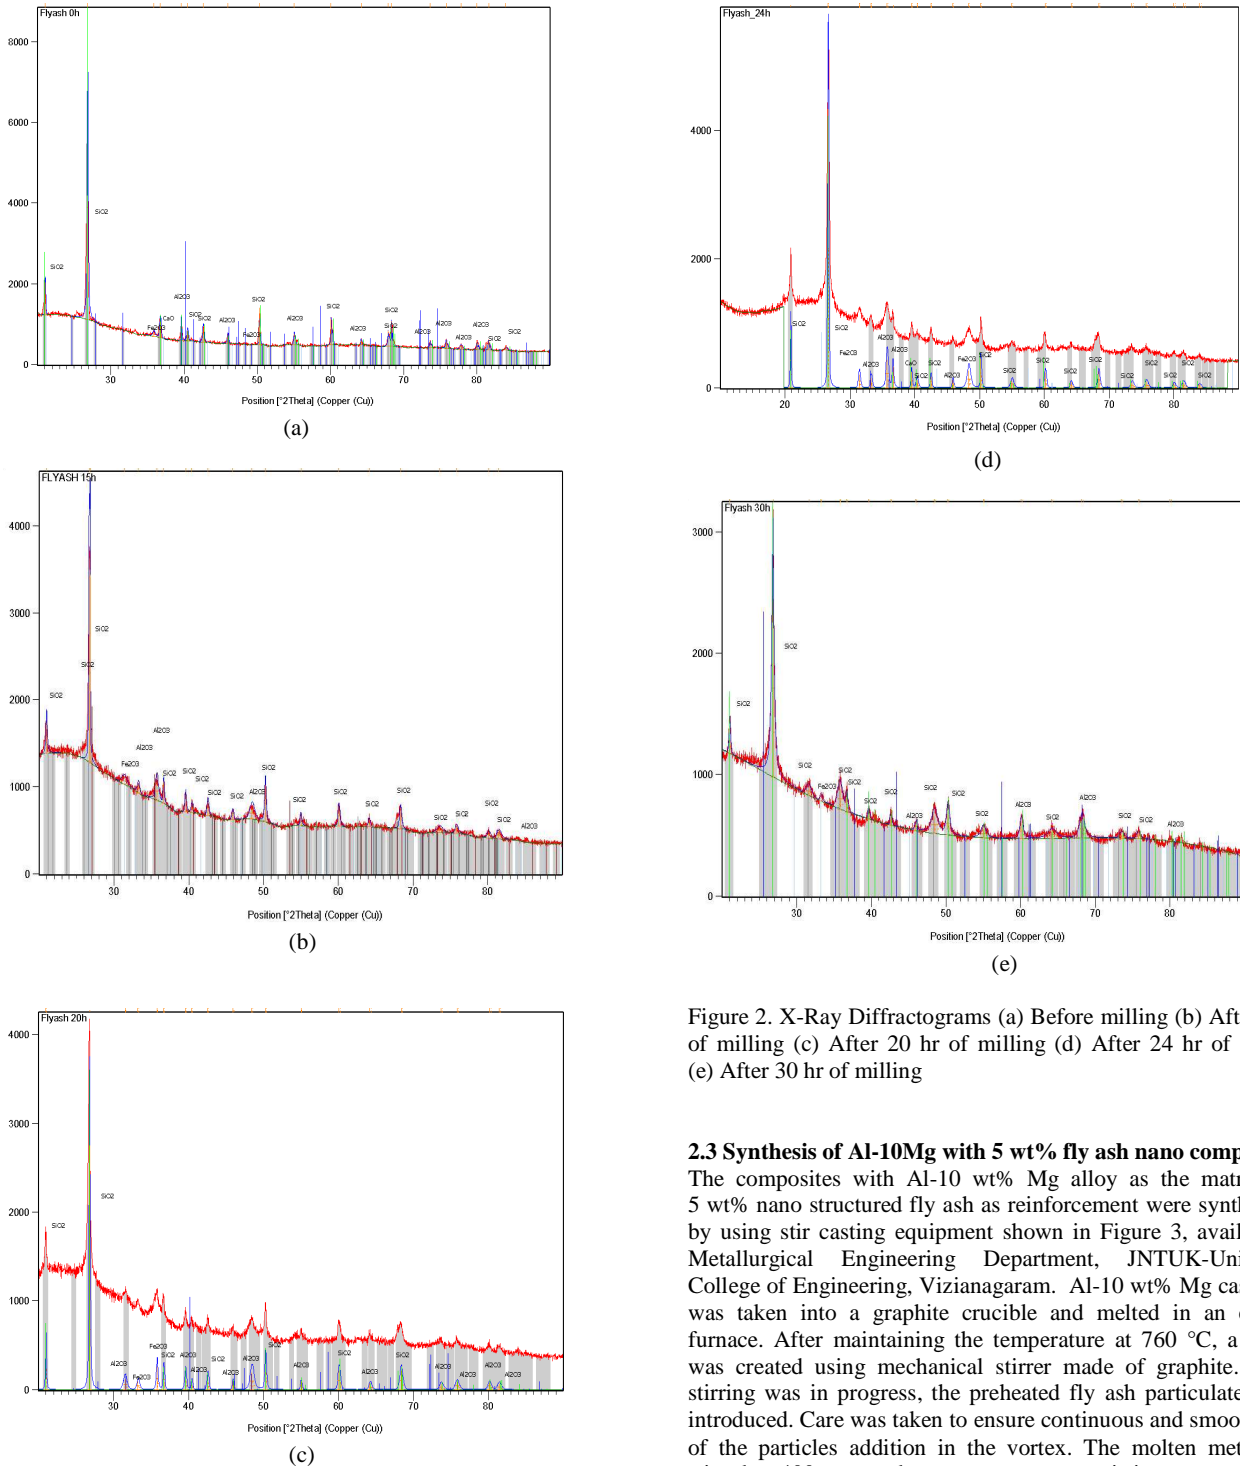 Flyash 0h
8000
6000
4000
2000
0
SiO2
SiO2
Fe2O3
CaO
Al2O3
SiO2
SiO2
Al2O3
Fe2O3
SiO2
Al2O3
SiO2
Al2O3
SiO2
SiO2
Al2O3
Al2O3
Al2O3
Al2O3
SiO2
SiO2
30 40 50 60 70 80
Position [°2Theta] (Copper (Cu))
(a)
FLYASH 15h
4000
3000
2000
1000
0
SiO2
SiO2
SiO2
Fe2O3
Al2O3
Al2O3
SiO2
SiO2
SiO2
SiO2
Al2O3
SiO2
SiO2
SiO2
SiO2
SiO2
SiO2
SiO2
SiO2
SiO2
Al2O3
30 40 50 60 70 80
Position [°2Theta] (Copper (Cu))
(b)
Flyash 20h
4000
3000
2000
1000
0
SiO2
SiO2
Al2O3
Fe2O3
Fe2O3
SiO2
Al2O3
Al2O3
SiO2
Al2O3
SiO2
Al2O3
SiO2
Al2O3
SiO2
Al2O3
Al2O3
Al2O3
Al2O3
30 40 50 60 70 80
Position [°2Theta] (Copper (Cu))
(c)
Flyash_24h
4000
2000
0
SiO2
SiO2
Fe2O3
Al2O3
Al2O3
Al2O3
CaO
SiO2
SiO2
Al2O3
Fe2O3
SiO2
SiO2
SiO2
SiO2
SiO2
SiO2
SiO2
SiO2
SiO2
SiO2
20 30 40 50 60 70 80
Position [°2Theta] (Copper (Cu))
(d)
Flyash 30h
3000
2000
1000
0
SiO2
SiO2
SiO2
Fe2O3
SiO2
SiO2
SiO2
SiO2
Al2O3
SiO2
SiO2
SiO2
Al2O3
SiO2
Al2O3
SiO2
SiO2
Al2O3
30 40 50 60 70 80
Position [°2Theta] (Copper (Cu))
(e)
Figure 2. X-Ray Diffractograms (a) Before milling (b) Aft
of milling (c) After 20 hr of milling (d) After 24 hr of
(e) After 30 hr of milling
2.3 Synthesis of Al-10Mg with 5 wt% fly ash nano comp
The composites with Al-10 wt% Mg alloy as the matr
5 wt% nano structured fly ash as reinforcement were synth
by using stir casting equipment shown in Figure 3, avail
Metallurgical Engineering Department, JNTUK-Uni
College of Engineering, Vizianagaram. Al-10 wt% Mg cas
was taken into a graphite crucible and melted in an
furnace. After maintaining the temperature at 760 °C, a
was created using mechanical stirrer made of graphite.
stirring was in progress, the preheated fly ash particulate
introduced. Care was taken to ensure continuous and smoo
of the particles addition in the vortex. The molten met